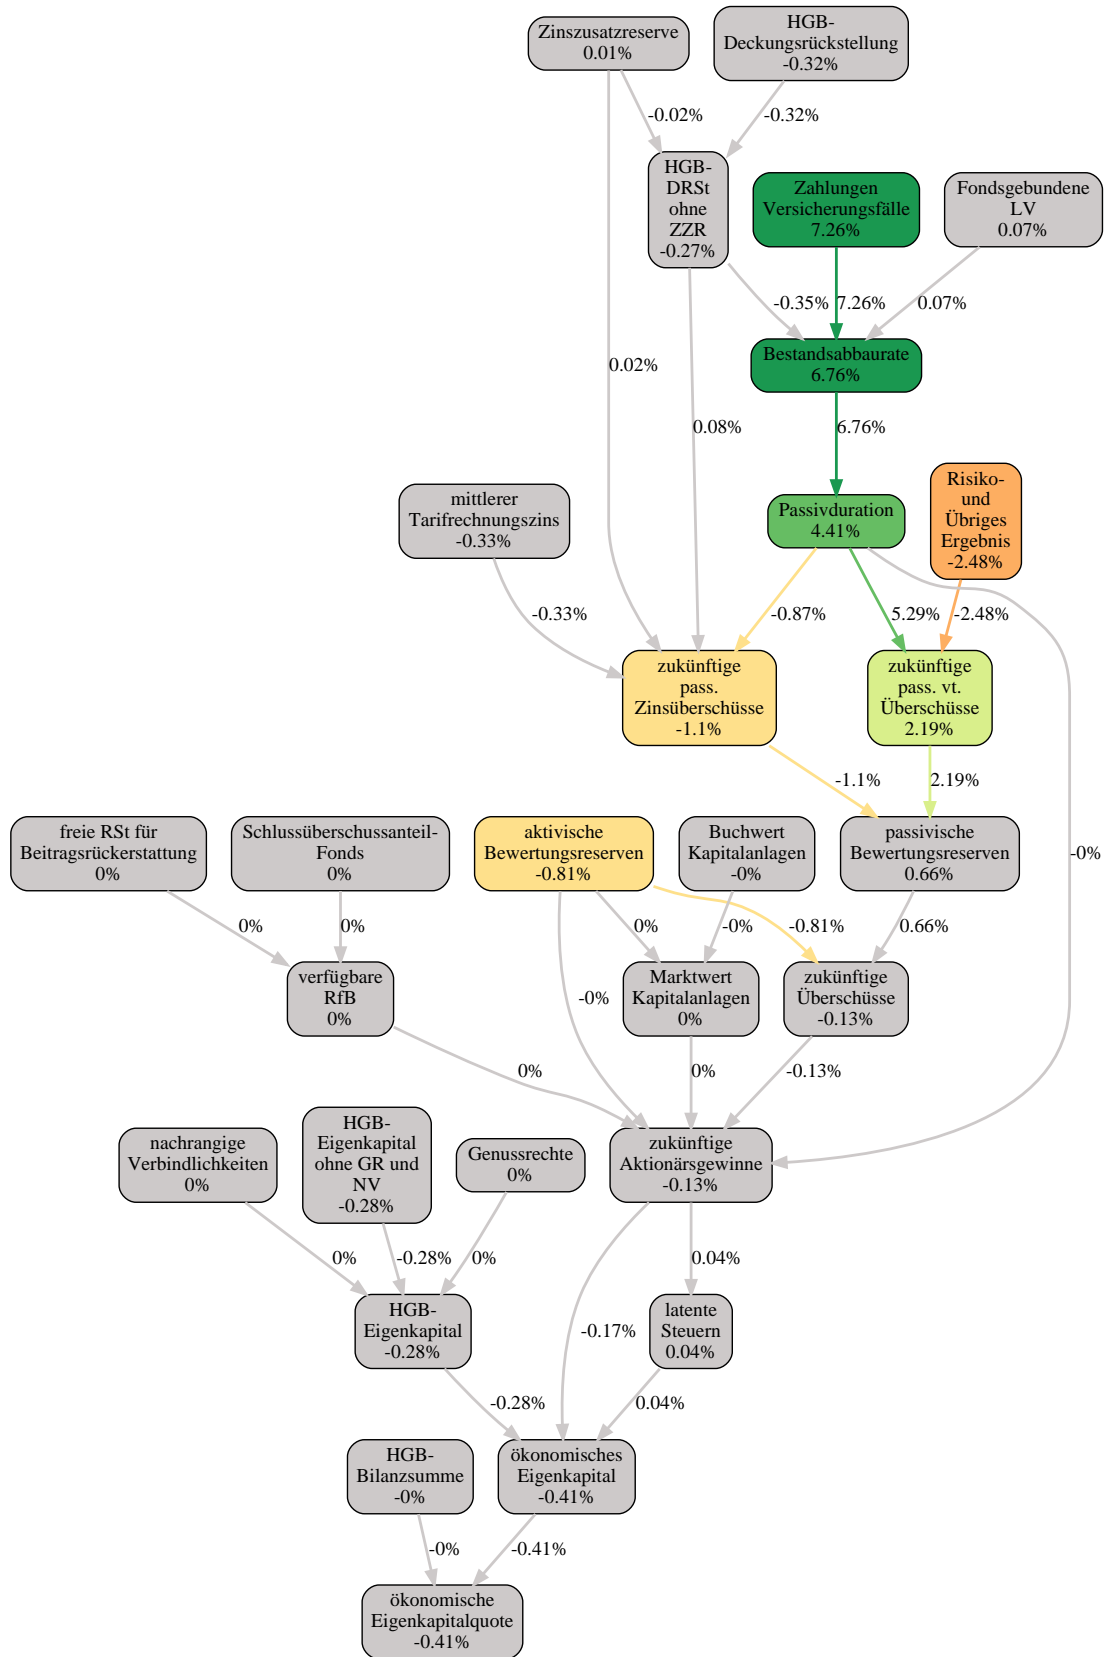 Zinszusatzreserve
0.01%
HGB-
Deckungsrückstellung
-0.32%
-0.02%
-0.32%
HGB-
DRSt
ohne
ZZR
-0.27%
Zahlungen
Versicherungsfälle
7.26%
Fondsgebundene
LV
0.07%
-0.35%
7.26%
0.07%
Bestandsabbaurate
6.76%
0.02%
0.08%
6.76%
mittlerer
Tarifrechnungszins
-0.33%
Passivduration
4.41%
Risiko-
und
Übriges
Ergebnis
-2.48%
-0.33%
-0.87%
5.29%
-2.48%
zukünftige
pass.
Zinsüberschüsse
-1.1%
zukünftige
pass. vt.
Überschüsse
2.19%
-1.1%
2.19%
freie RSt für
Beitragsrückerstattung
0%
Schlussüberschussanteil-
Fonds
0%
aktivische
Bewertungsreserven
-0.81%
Buchwert
Kapitalanlagen
-0%
passivische
Bewertungsreserven
0.66%
-0%
0%
0%
0%
-0%
-0.81%
0.66%
verfügbare
RfB
0%
-0%
Marktwert
Kapitalanlagen
0%
zukünftige
Überschüsse
-0.13%
0%
0%
-0.13%
nachrangige
Verbindlichkeiten
0%
HGB-
Eigenkapital
ohne GR und
NV
-0.28%
Genussrechte
0%
zukünftige
Aktionärsgewinne
-0.13%
0%
-0.28%
0%
0.04%
HGB-
Eigenkapital
-0.28%
-0.17%
latente
Steuern
0.04%
-0.28%
0.04%
HGB-
Bilanzsumme
-0%
ökonomisches
Eigenkapital
-0.41%
-0%
-0.41%
ökonomische
Eigenkapitalquote
-0.41%